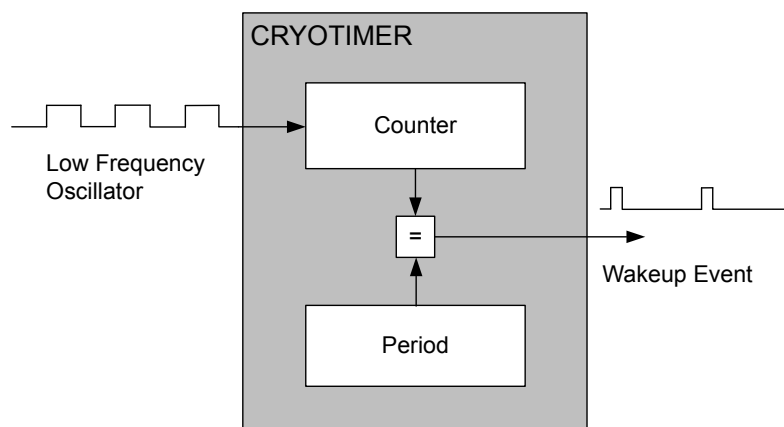 CRYOTIMER
Counter
Low Frequency
Oscillator
=
Wakeup Event
Period